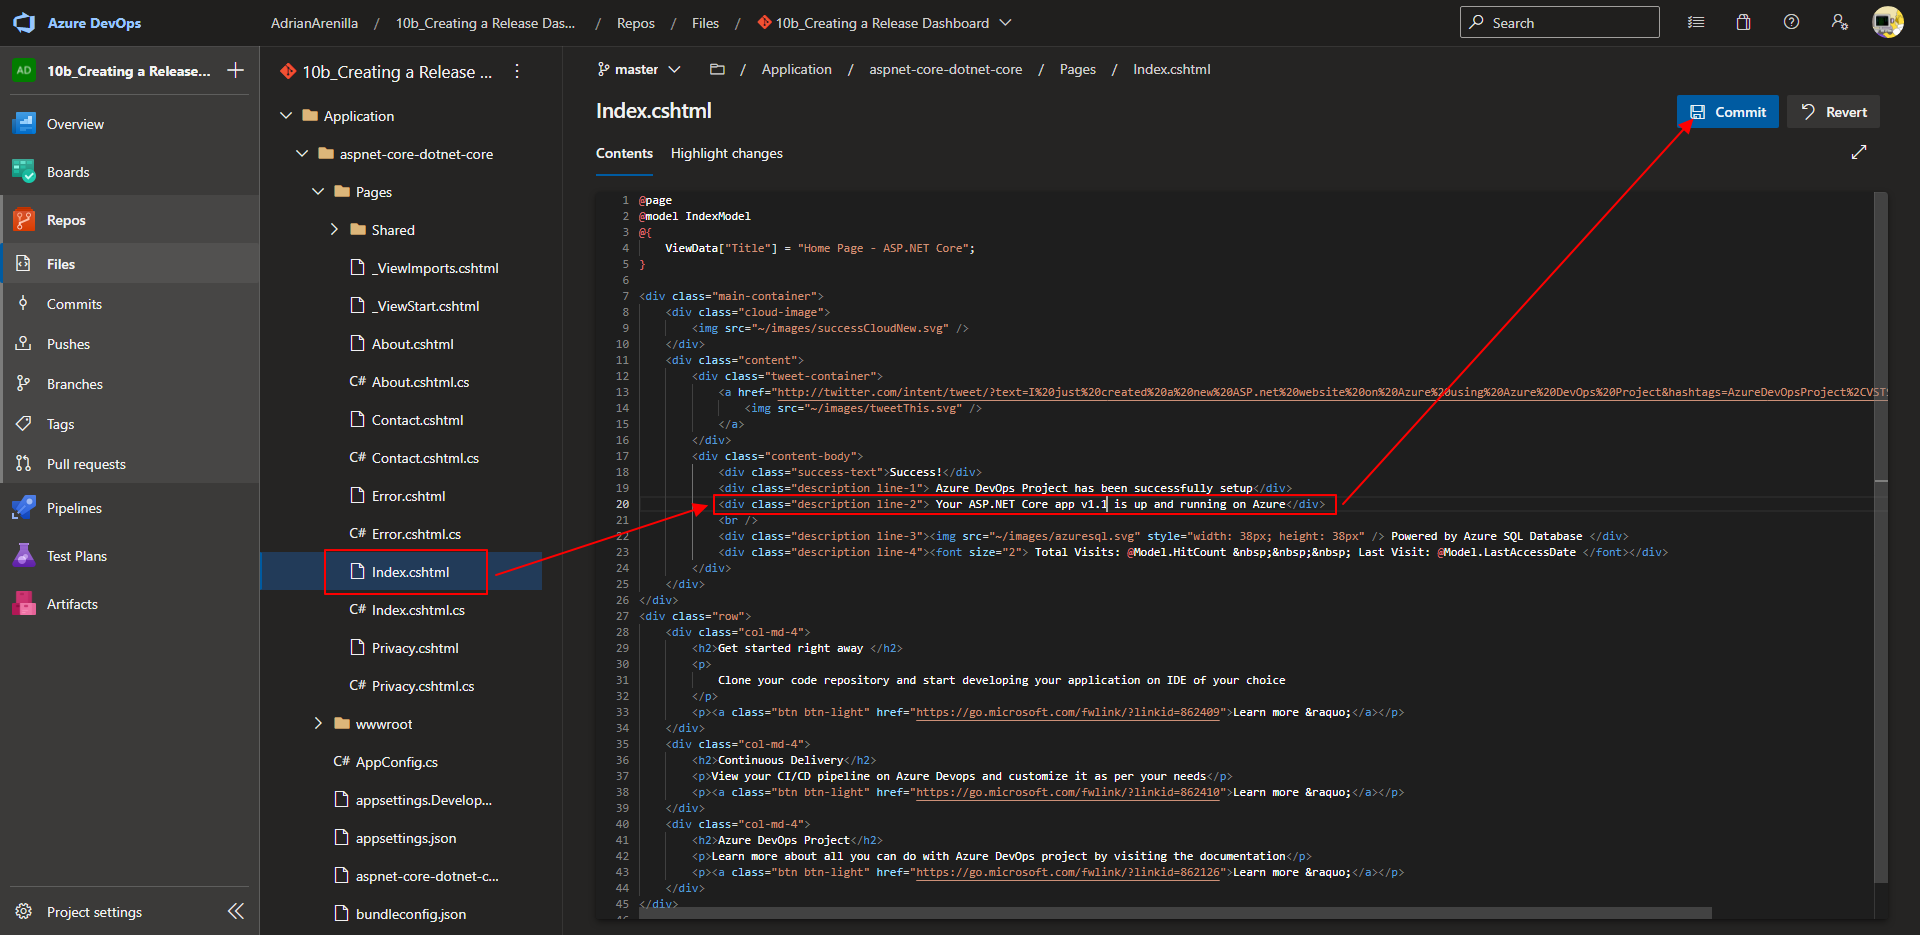 Azure DevOps
AdrianArenilla / 10b_Creating a Release Das... / Repos / Files / 10b_Creating a Release Dashboard
Search
AD 10b_Creating a Release...
Overview
Boards
Repos
Files
Commits
Pushes
Branches
Tags
Pull requests
Pipelines
Test Plans
Artifacts
Project settings
10b_Creating a Release ...
Application
aspnet-core-dotnet-core
Pages
Shared
_ViewImports.cshtml
_ViewStart.cshtml
About.cshtml
C# About.cshtml.cs
Contact.cshtml
C# Contact.cshtml.cs
Error.cshtml
C# Error.cshtml.cs
Index.cshtml
C# Index.cshtml.cs
Privacy.cshtml
C# Privacy.cshtml.cs
wwwroot
C# AppConfig.cs
appsettings.Develop...
appsettings.json
aspnet-core-dotnet-c...
bundleconfig.json
master / Application / aspnet-core-dotnet-core / Pages / Index.cshtml
Index.cshtml
Commit
Revert
Contents Highlight changes
1 @page
2 @model IndexModel
3 @{
4 ViewData["Title"] = "Home Page - ASP.NET Core";
5 }
6
7 <div class="main-container">
8 <div class="cloud-image">
9 <img src="~/images/successCloudNew.svg" />
10 </div>
11 <div class="content">
12 <div class="tweet-container">
13 <a href="http://twitter.com/intent/tweet/?text=I%20just%20created%20a%20new%20ASP.net%20website%20on%20Azure%20using%20Azure%20DevOps%20Project&hashtags=AzureDevOpsProject%2CVSTS
14 <img src="~/images/tweetThis.svg" />
15 </a>
16 </div>
17 <div class="content-body">
18 <div class="success-text">Success!</div>
19 <div class="description line-1"> Azure DevOps Project has been successfully setup</div>
20 <div class="description line-2"> Your ASP.NET Core app v1.1 is up and running on Azure</div>
21 <br />
22 <div class="description line-3"><img src="~/images/azuresql.svg" style="width: 38px; height: 38px" /> Powered by Azure SQL Database </div>
23 <div class="description line-4"><font size="2"> Total Visits: @Model.HitCount &nbsp;&nbsp;&nbsp; Last Visit: @Model.LastAccessDate </font></div>
24 </div>
25 </div>
26 </div>
27 <div class="row">
28 <div class="col-md-4">
29 <h2>Get started right away </h2>
30 <p>
31 Clone your code repository and start developing your application on IDE of your choice
32 </p>
33 <p><a class="btn btn-light" href="https://go.microsoft.com/fwlink/?linkid=862409">Learn more &raquo;</a></p>
34 </div>
35 <div class="col-md-4">
36 <h2>Continuous Delivery</h2>
37 <p>View your CI/CD pipeline on Azure Devops and customize it as per your needs</p>
38 <p><a class="btn btn-light" href="https://go.microsoft.com/fwlink/?linkid=862410">Learn more &raquo;</a></p>
39 </div>
40 <div class="col-md-4">
41 <h2>Azure DevOps Project</h2>
42 <p>Learn more about all you can do with Azure DevOps project by visiting the documentation</p>
43 <p><a class="btn btn-light" href="https://go.microsoft.com/fwlink/?linkid=862126">Learn more &raquo;</a></p>
44 </div>
45 </div>